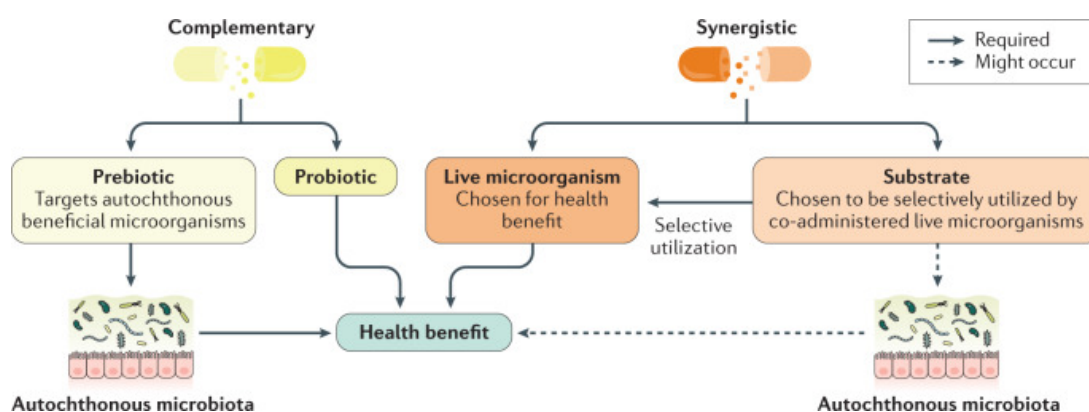 Complementary
Synergistic
Required
Might occur
Prebiotic
Targets autochthonous
beneficial microorganisms
Probiotic
Live microorganism
Chosen for health
benefit
Selective
utilization
Substrate
Chosen to be selectively utilized by
co-administered live microorganisms
Health benefit
Autochthonous microbiota
Autochthonous microbiota